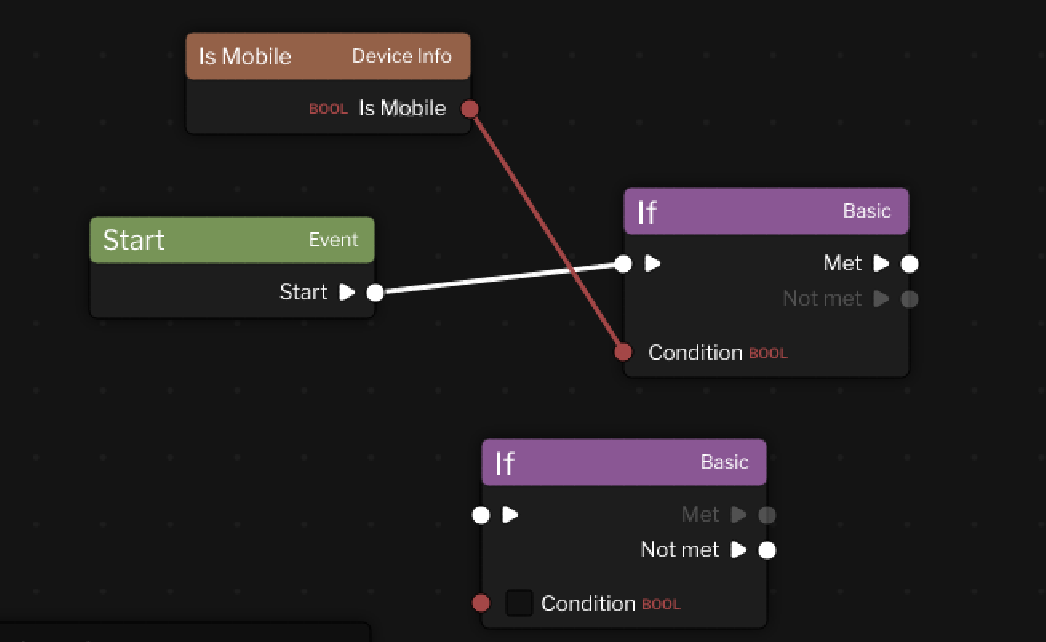 Is Mobile Device Info
BOOL Is Mobile
Start Event
Start
If Basic
Met
Not met
Condition BOOL
If Basic
Met
Not met
Condition BOOL